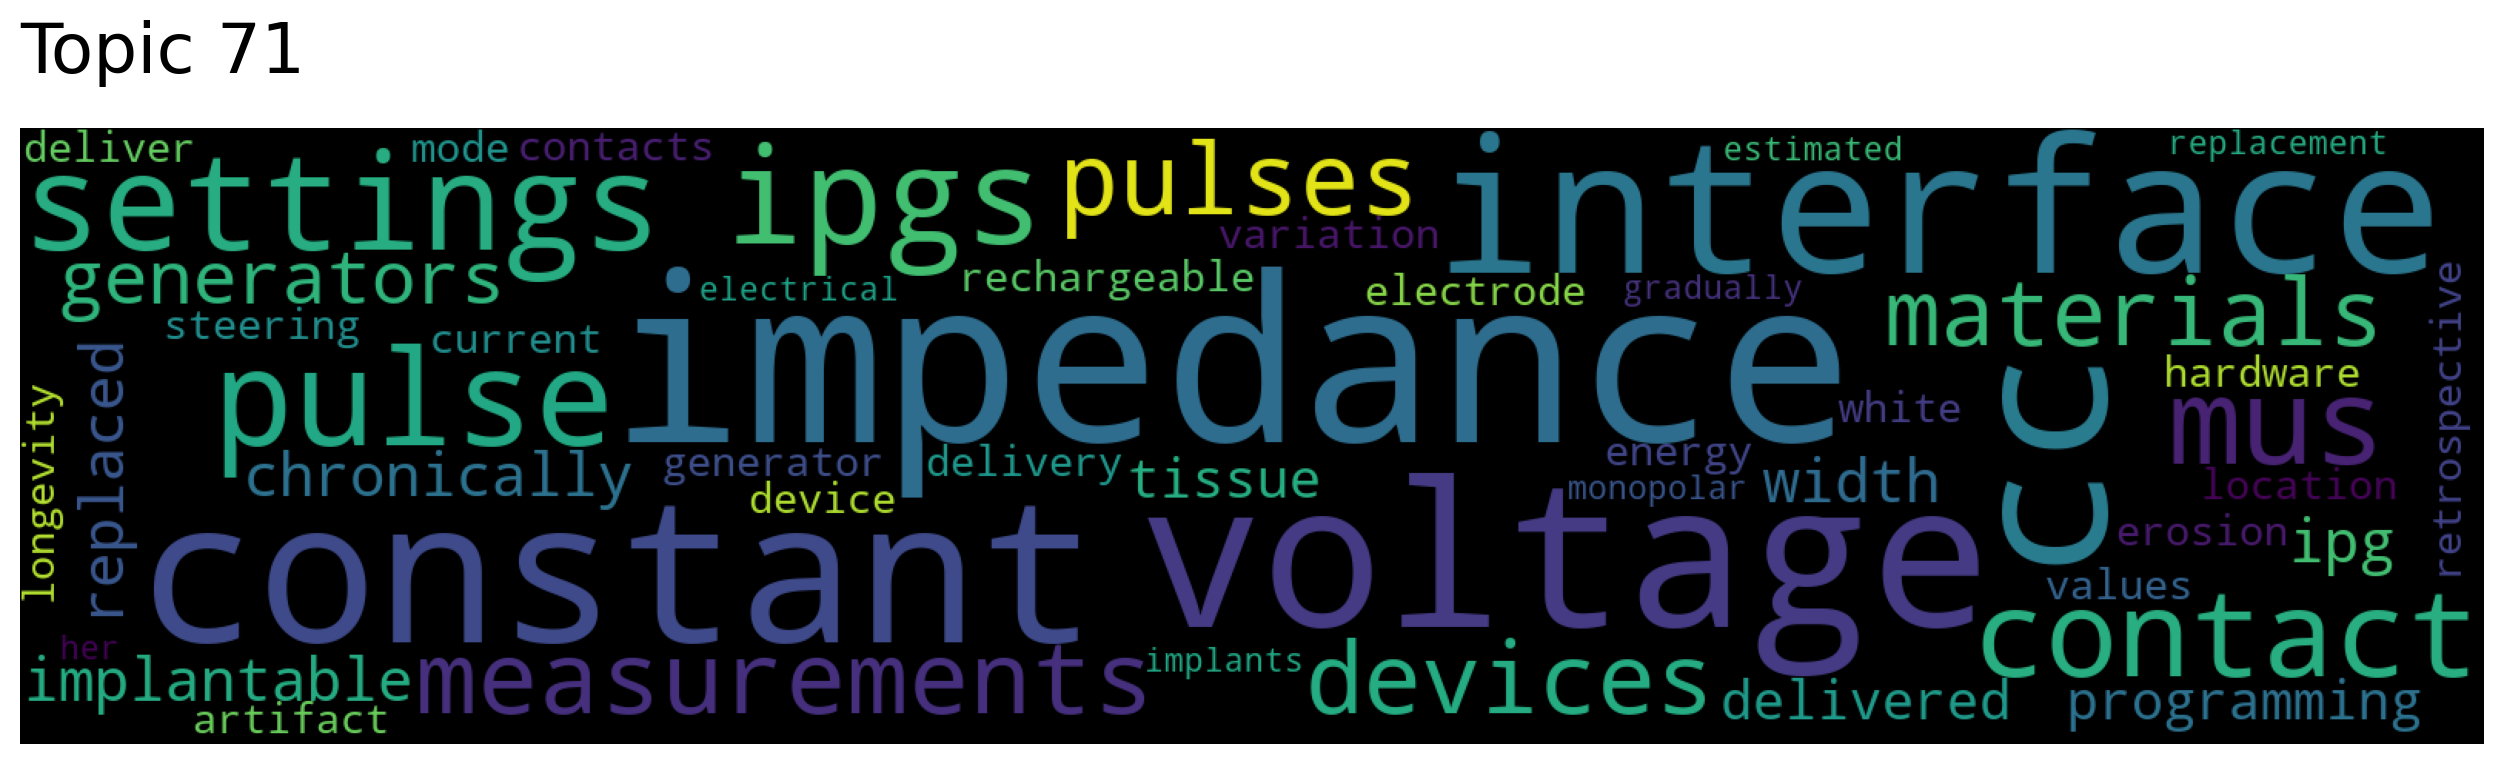 Topic 71
deliver mode contacts estimated replacement
settings ipgs pulses interface
variation
generators electrical rechargeable electrode gradually materials
steering current
impedance
retrospective
replaced pulse hardware
longevity white cc mus
chronically generator delivery tissue energy width location
device monopolar
constant voltage erosion ipg
values
her contact
implantable measurements implants devices delivered programming
artifact